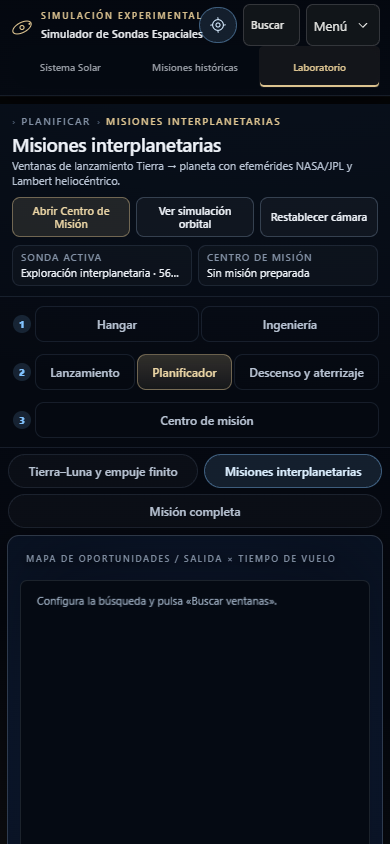 SIMULACIÓN EXPERIMENTAL
Simulador de Sondas Espaciales
Buscar
Menú
Sistema Solar
Misiones históricas
Laboratorio
› PLANIFICAR › MISIONES INTERPLANETARIAS
Misiones interplanetarias
Ventanas de lanzamiento Tierra → planeta con efemérides NASA/JPL y
Lambert heliocéntrico.
Abrir Centro de
Misión
Ver simulación
orbital
Restablecer cámara
SONDA ACTIVA
Exploración interplanetaria · 56...
CENTRO DE MISIÓN
Sin misión preparada
1
Hangar
Ingeniería
2
Lanzamiento
Planificador
Descenso y aterrizaje
3
Centro de misión
Tierra–Luna y empuje finito
Misiones interplanetarias
Misión completa
MAPA DE OPORTUNIDADES / SALIDA × TIEMPO DE VUELO
Configura la búsqueda y pulsa «Buscar ventanas».